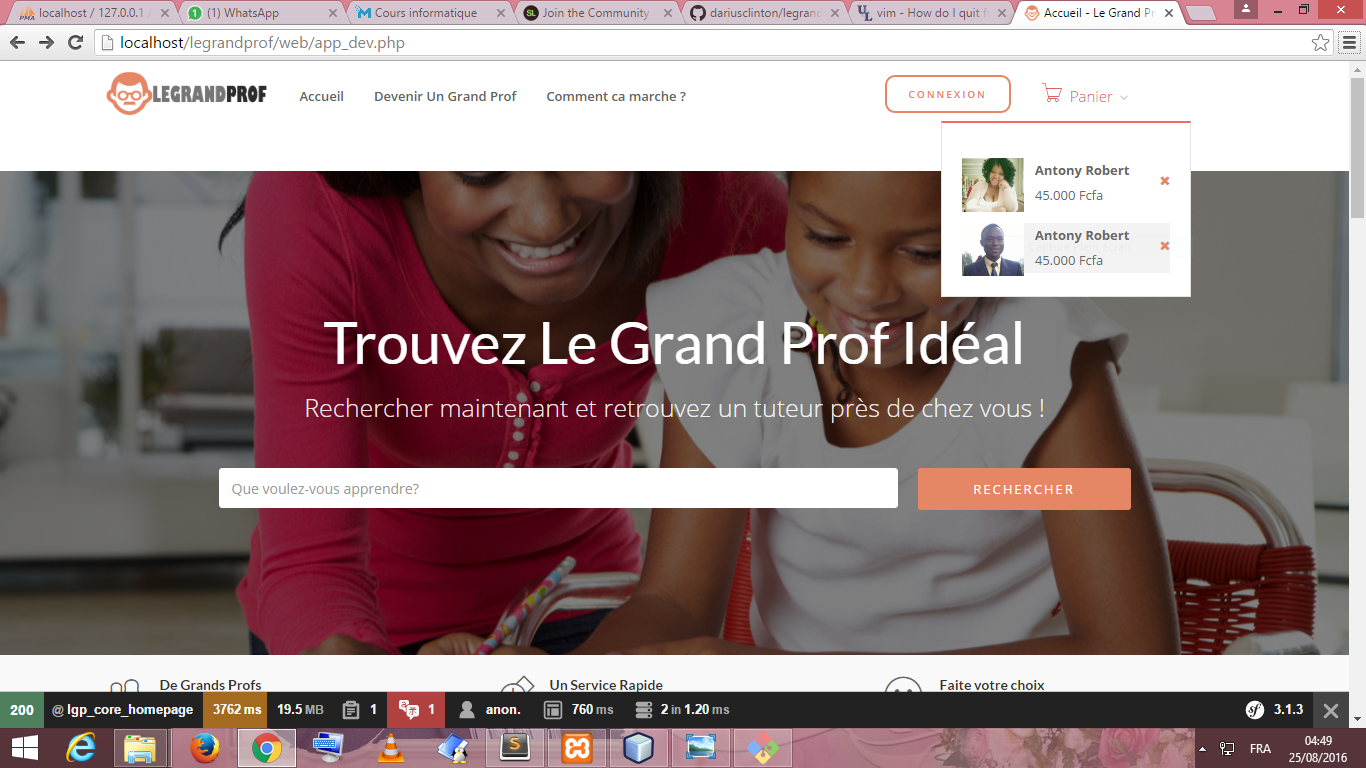 localhost / 127.0.0.1 /
(1) WhatsApp
Cours informatique
Join the Community
dariusclinton/legrand
vim - How do I quit f
Accueil - Le Grand Pr
localhost/legrandprof/web/app_dev.php
LEGRANDPROF
Accueil
Devenir Un Grand Prof
Comment ca marche ?
CONNEXION
Panier
Antony Robert
45.000 Fcfa
Antony Robert
45.000 Fcfa
Trouvez Le Grand Prof Idéal
Rechercher maintenant et retrouvez un tuteur près de chez vous !
Que voulez-vous apprendre?
RECHERCHER
De Grands Profs
Un Service Rapide
Faite votre choix
200 @ lgp_core_homepage 3762 ms 19.5 MB 1 1 anon. 760 ms 2 in 1.20 ms 3.1.3
FRA
04:49
25/08/2016